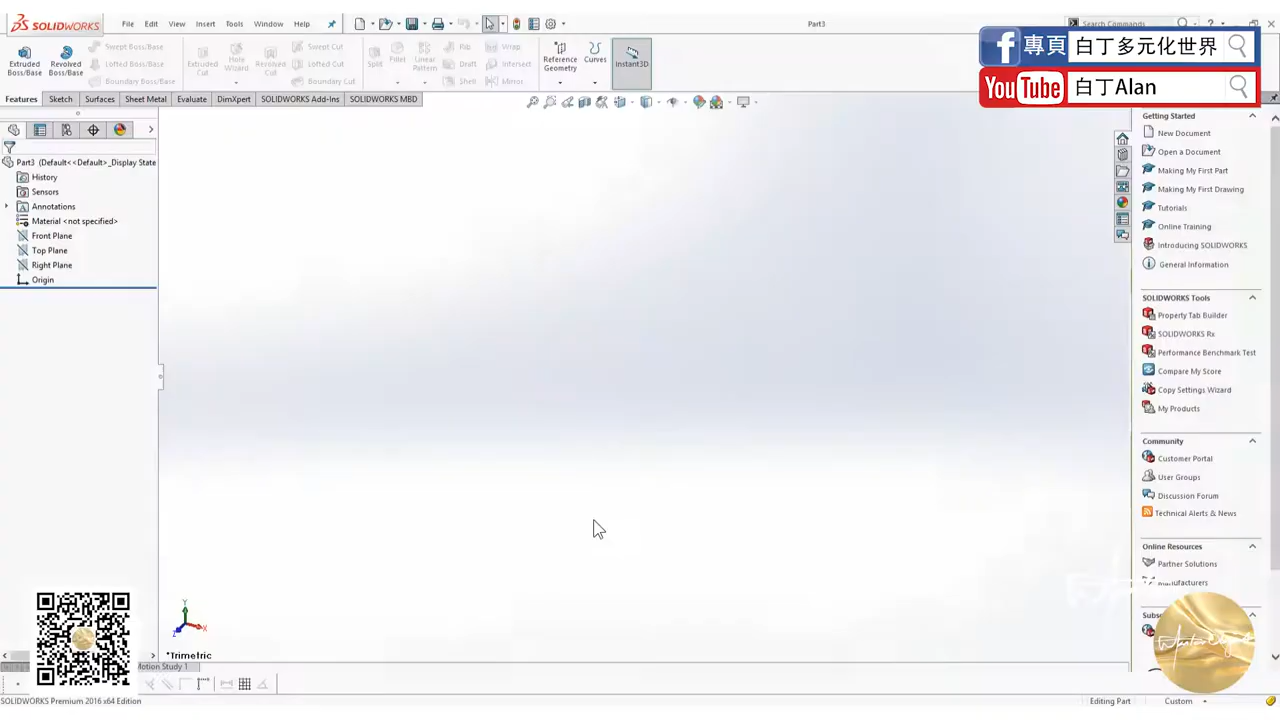 SOLIDWORKS
File Edit View Insert Tools Window Help
Part3
Search Commands
Extruded Boss/Base
Revolved Boss/Base
Swept Boss/Base
Lofted Boss/Base
Boundary Boss/Base
Extruded Cut
Hole Wizard
Revolved Cut
Swept Cut
Lofted Cut
Boundary Cut
Split
Fillet
Linear Pattern
Rib
Draft
Shell
Wrap
Intersect
Mirror
Reference Geometry
Curves
Instant3D
f 專頁 白丁多元化世界
YouTube 白丁Alan
Features Sketch Surfaces Sheet Metal Evaluate DimXpert SOLIDWORKS Add-Ins SOLIDWORKS MBD
Part3 (Default<<Default>_Display State
History
Sensors
Annotations
Material <not specified>
Front Plane
Top Plane
Right Plane
Origin
Getting Started
New Document
Open a Document
Making My First Part
Making My First Drawing
Tutorials
Online Training
Introducing SOLIDWORKS
General Information
SOLIDWORKS Tools
Property Tab Builder
SOLIDWORKS Rx
Performance Benchmark Test
Compare My Score
Copy Settings Wizard
My Products
Community
Customer Portal
User Groups
Discussion Forum
Technical Alerts & News
Online Resources
Partner Solutions
Manufacturers
Subsc
Y
X
Z
*Trimetric
Motion Study 1
SOLIDWORKS Premium 2016 x64 Edition
Editing Part
Custom